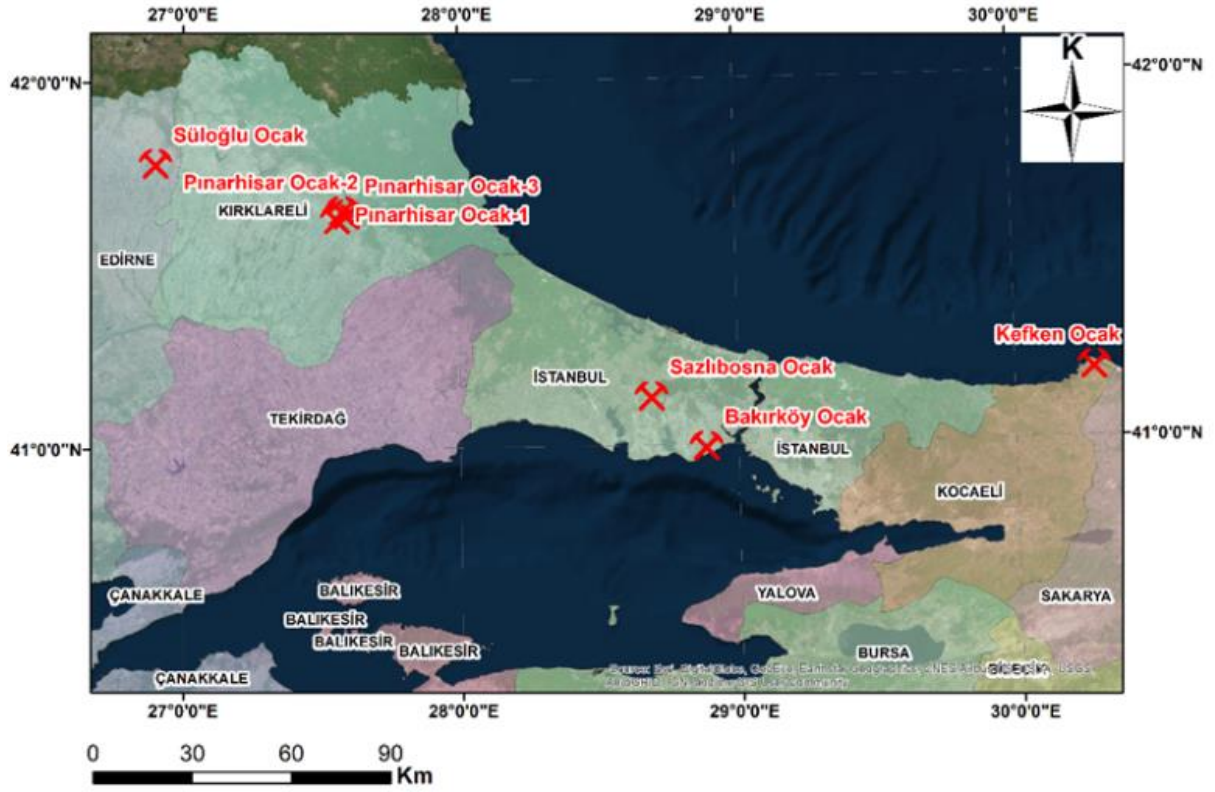 27°0'0"E 28°0'0"E 29°0'0"E 30°0'0"E
42°0'0"N
42°0'0"N
K
Süloğlu Ocak
Pınarhisar Ocak-2
Pınarhisar Ocak-3
KIRKLARELİ
Pınarhisar Ocak-1
EDİRNE
Kefken Ocak
Sazlıbosna Ocak
İSTANBUL
TEKİRDAĞ
Bakırköy Ocak
41°0'0"N
41°0'0"N
İSTANBUL
KOCAELİ
ÇANAKKALE
BALIKESİR
YALOVA
SAKARYA
BALIKESİR
BALIKESİR
BALIKESİR
BURSA
BİLECİK
ÇANAKKALE
27°0'0"E 28°0'0"E 29°0'0"E 30°0'0"E
0 30 60 90
Km